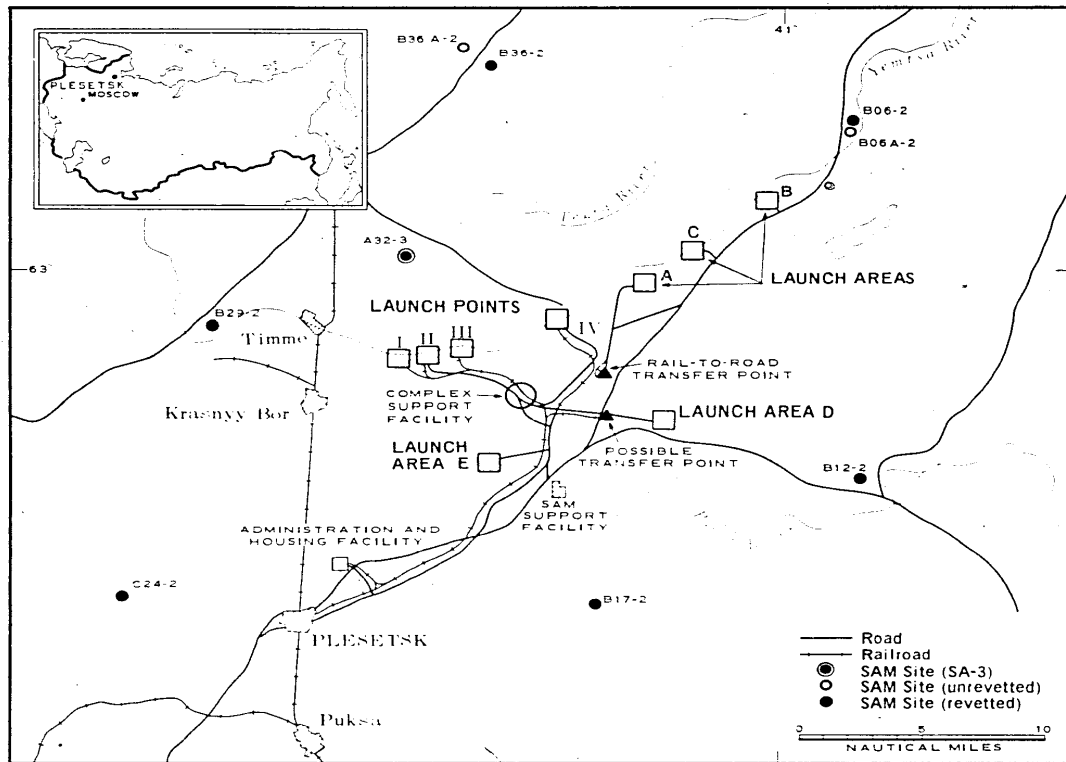 B36 A-2
B36-2
41°
Yemtsa River
PLESETSK
MOSCOW
B06-2
B06A-2
B
A32-3
C
63°
A
LAUNCH AREAS
LAUNCH POINTS
IV
B29-2
Timme
I
II
III
RAIL-TO-ROAD
TRANSFER POINT
COMPLEX
SUPPORT
FACILITY
Krasnyy Bor
LAUNCH AREA D
LAUNCH
AREA E
POSSIBLE
TRANSFER POINT
B12-2
SAM
SUPPORT
FACILITY
ADMINISTRATION AND
HOUSING FACILITY
C24-2
B17-2
PLESETSK
Puksa
Road
Railroad
SAM Site (SA-3)
SAM Site (unrevetted)
SAM Site (revetted)
0 5 10
NAUTICAL MILES